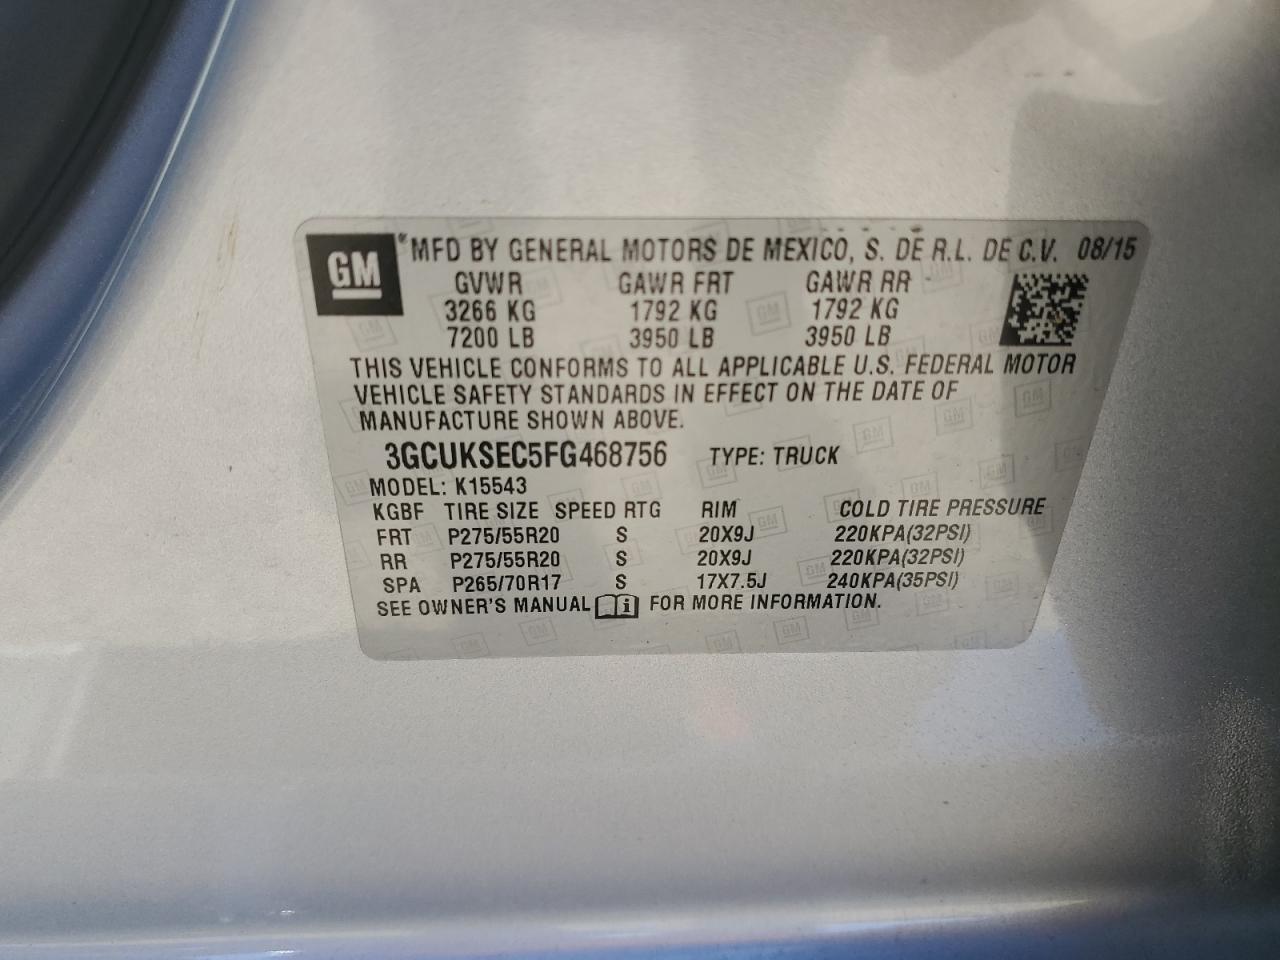 GM
MFD BY GENERAL MOTORS DE MEXICO, S. DE R.L. DE C.V. 08/15
GVWR GAWR FRT GAWR RR
3266 KG 1792 KG 1792 KG
7200 LB 3950 LB 3950 LB
THIS VEHICLE CONFORMS TO ALL APPLICABLE U.S. FEDERAL MOTOR
VEHICLE SAFETY STANDARDS IN EFFECT ON THE DATE OF
MANUFACTURE SHOWN ABOVE.
3GCUKSEC5FG468756 TYPE: TRUCK
MODEL: K15543
KGBF TIRE SIZE SPEED RTG RIM COLD TIRE PRESSURE
FRT P275/55R20 S 20X9J 220KPA(32PSI)
RR P275/55R20 S 20X9J 220KPA(32PSI)
SPA P265/70R17 S 17X7.5J 240KPA(35PSI)
SEE OWNER'S MANUAL FOR MORE INFORMATION.